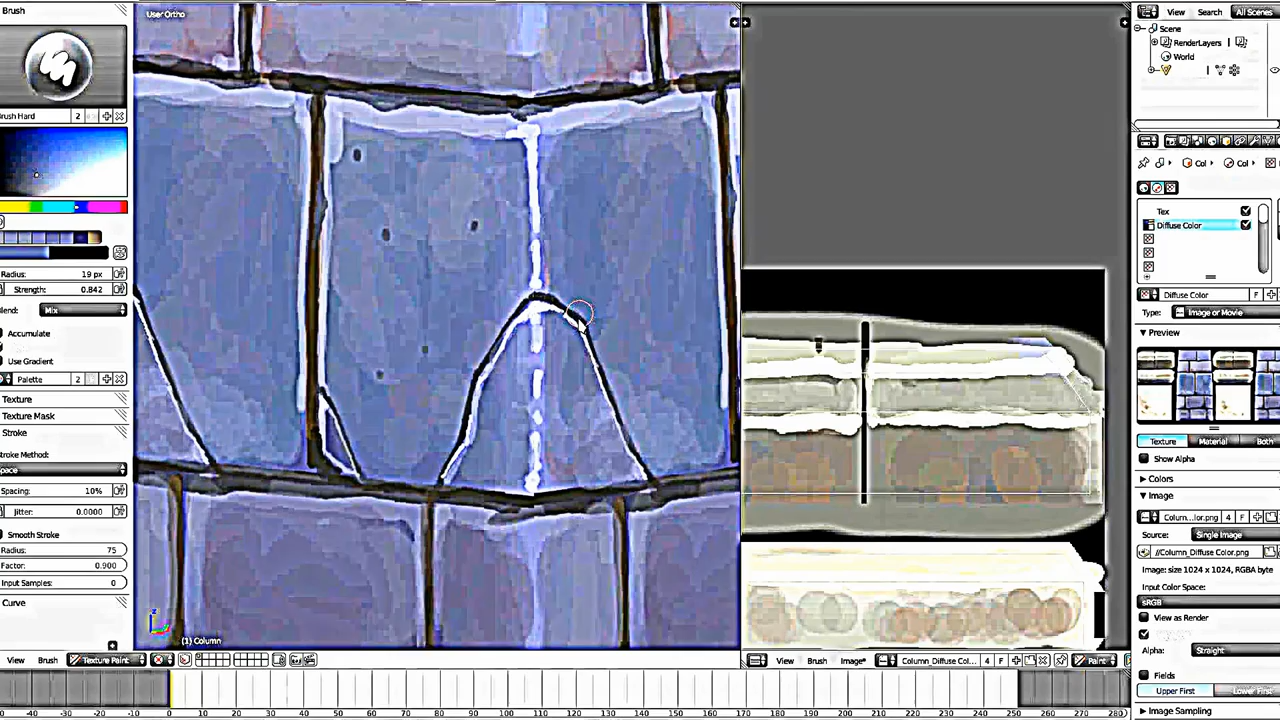 Brush
rush Hard 2
Radius: 19 px
Strength: 0.842
lend: Mix
Accumulate
Use Gradient
Palette 2
Texture
Texture Mask
Stroke
troke Method:
pace
Spacing: 10%
Jitter: 0.0000
Smooth Stroke
Radius: 75
Factor: 0.900
Input Samples: 0
Curve
User Ortho
(1) Column
View Brush Texture Paint
View Brush Image* Column_Diffuse Col... 4 F Paint
-40 -30 -20 -10 0 10 20 30 40 50 60 70 80 90 100 110 120 130 140 150 160 170 180 190 200 210 220 230 240 250 260 270 280
View Search All Scenes
Scene
RenderLayers
World
Col Col
Tex
Diffuse Color
Diffuse Color F
Type: Image or Movie
Preview
Texture Material Both
Show Alpha
Colors
Image
Colum...lor.png 4 F
Source: Single Image
//Column_Diffuse Color.png
Image: size 1024 x 1024, RGBA byte
Input Color Space:
sRGB
View as Render
Alpha: Straight
Fields
Upper First Lower First
Image Sampling